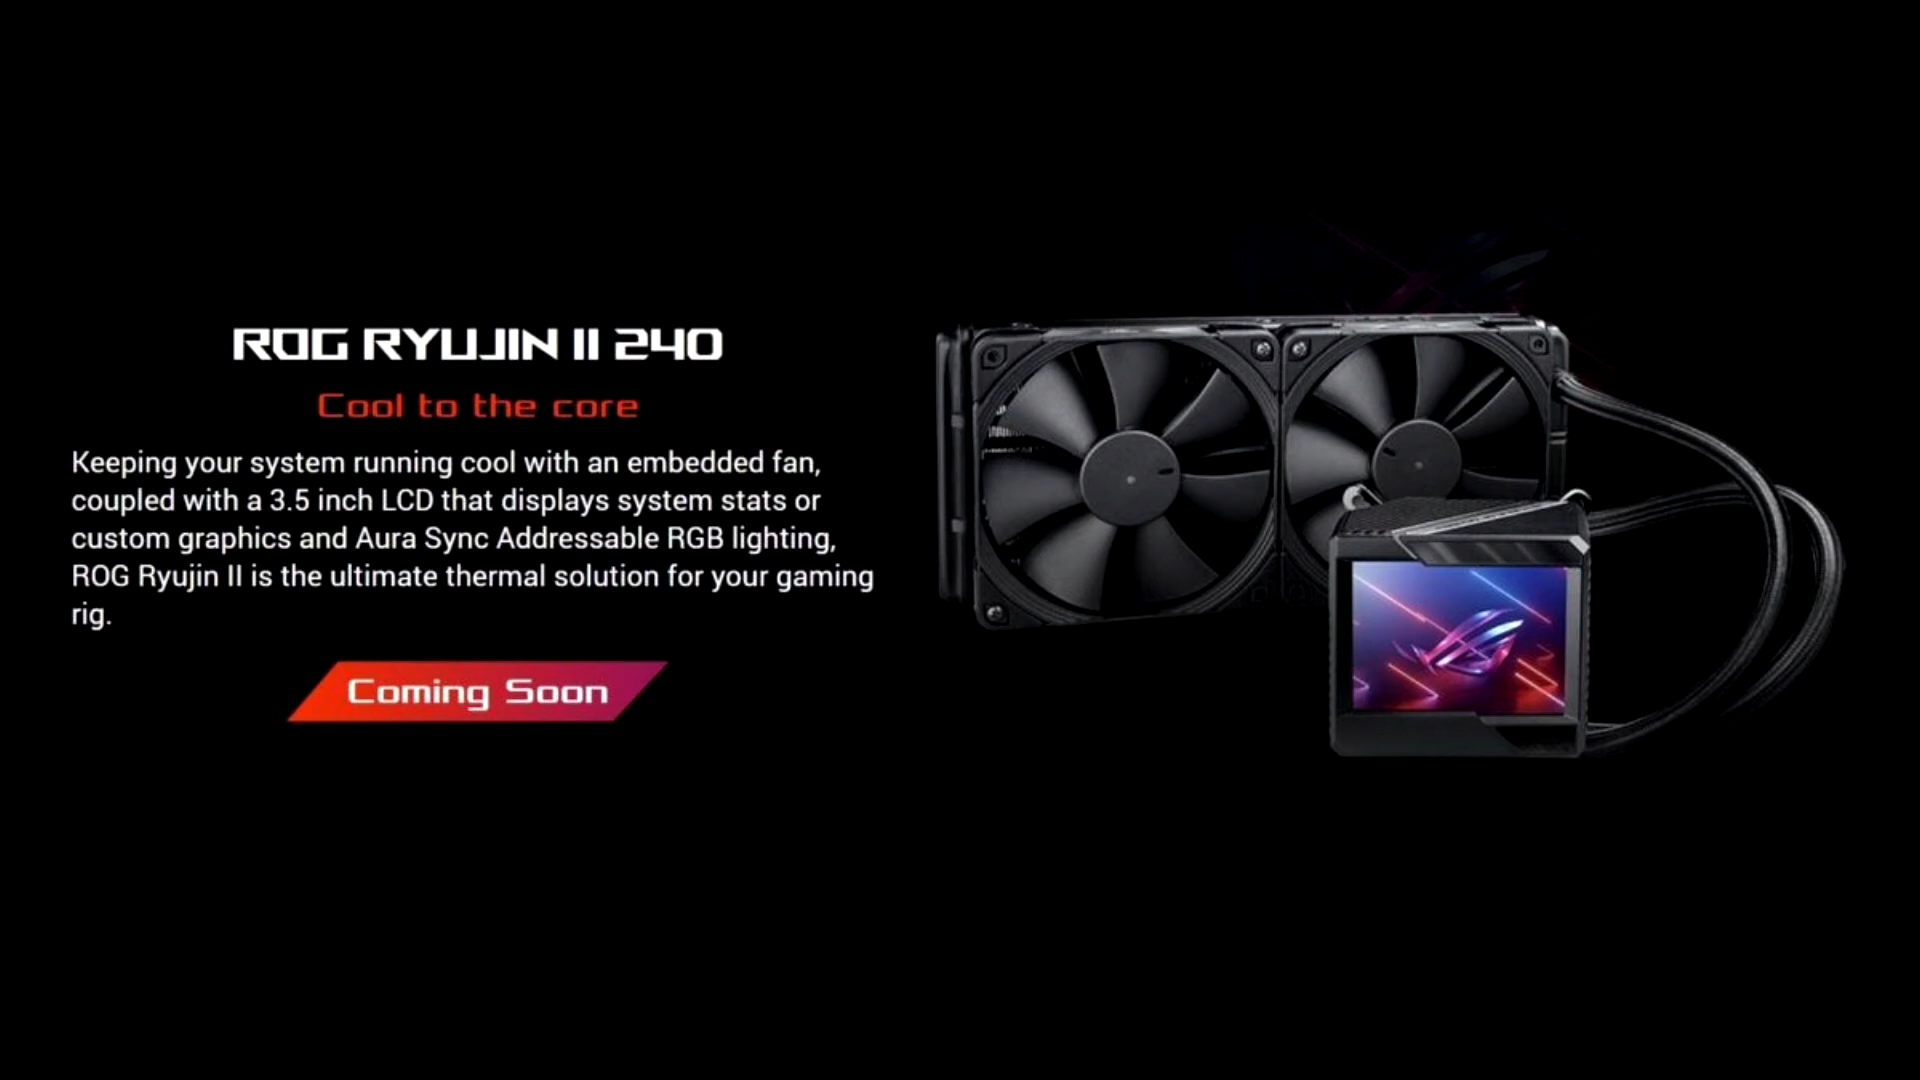 ROG RYUJIN II 240
Cool to the core
Keeping your system running cool with an embedded fan,
coupled with a 3.5 inch LCD that displays system stats or
custom graphics and Aura Sync Addressable RGB lighting,
ROG Ryujin II is the ultimate thermal solution for your gaming
rig.
Coming Soon